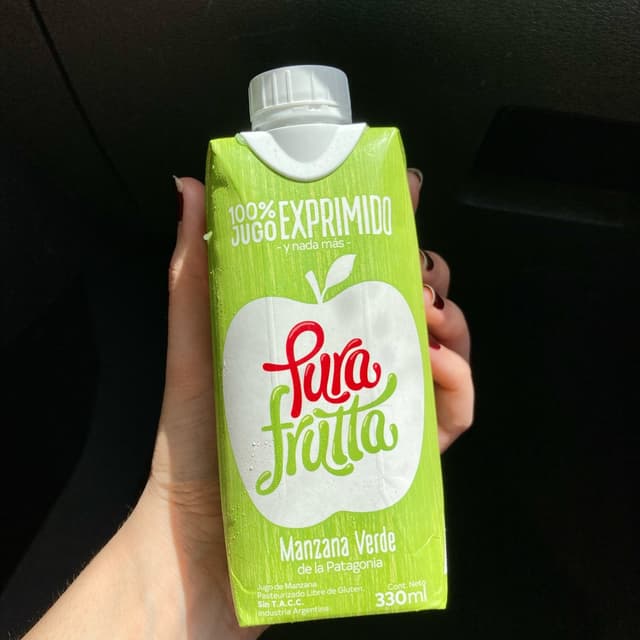 100% JUGO EXPRIMIDO
- y nada más -
Pura
frutta
Manzana Verde
de la Patagonia
Jugo de Manzana
Pasteurizado Libre de Gluten.
Sin T.A.C.C.
Industria Argentina
Cont. Neto
330ml